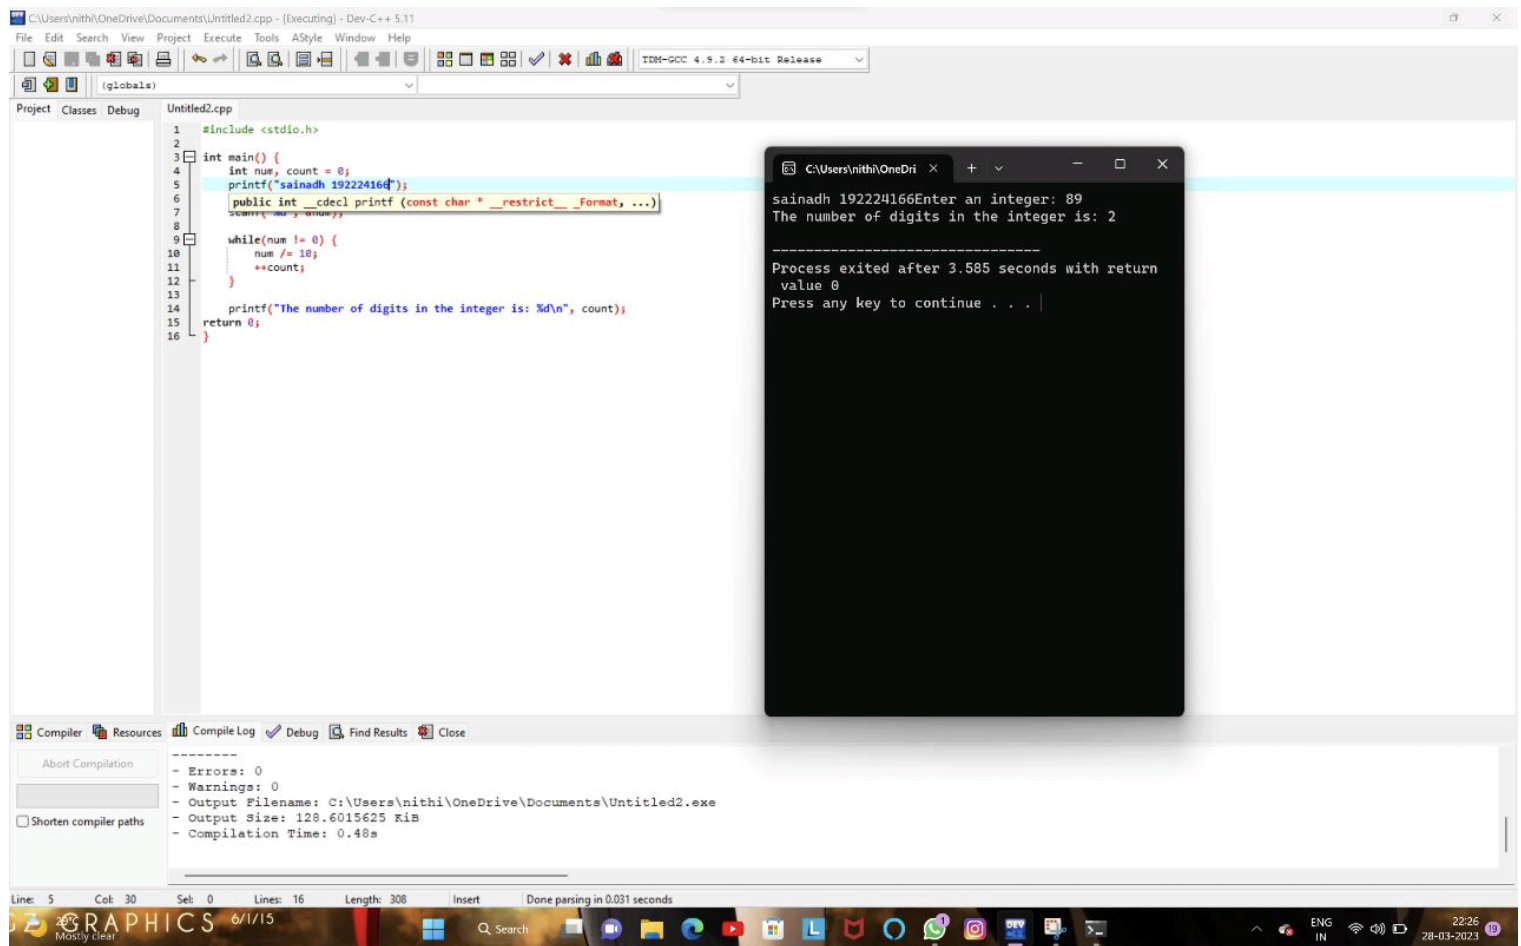 C:\Users\nithi\OneDrive\Documents\Untitled2.cpp - [Executing] - Dev-C++ 5.11
File Edit Search View Project Execute Tools AStyle Window Help
TDM-GCC 4.9.2 64-bit Release
(globals)
Project Classes Debug
Untitled2.cpp
1 #include <stdio.h>
2
3 int main() {
4 int num, count = 0;
5 printf("sainadh 192224166");
6 public int __cdecl printf (const char * __restrict__ _Format, ...)
7
8
9 while(num != 0) {
10 num /= 10;
11 ++count;
12 }
13
14 printf("The number of digits in the integer is: %d\n", count);
15 return 0;
16 }
C:\Users\nithi\OneDri
sainadh 192224166Enter an integer: 89
The number of digits in the integer is: 2
--------------------------------
Process exited after 3.585 seconds with return
value 0
Press any key to continue . . .
Compiler Resources Compile Log Debug Find Results Close
Abort Compilation
Shorten compiler paths
--------
- Errors: 0
- Warnings: 0
- Output Filename: C:\Users\nithi\OneDrive\Documents\Untitled2.exe
- Output Size: 128.6015625 KiB
- Compilation Time: 0.48s
Line: 5 Col: 30 Sel: 0 Lines: 16 Length: 308 Insert Done parsing in 0.031 seconds
GRAPHICS 6/1/15
Mostly clear
Search
DEV
1
ENG
IN
22:26
28-03-2023
19